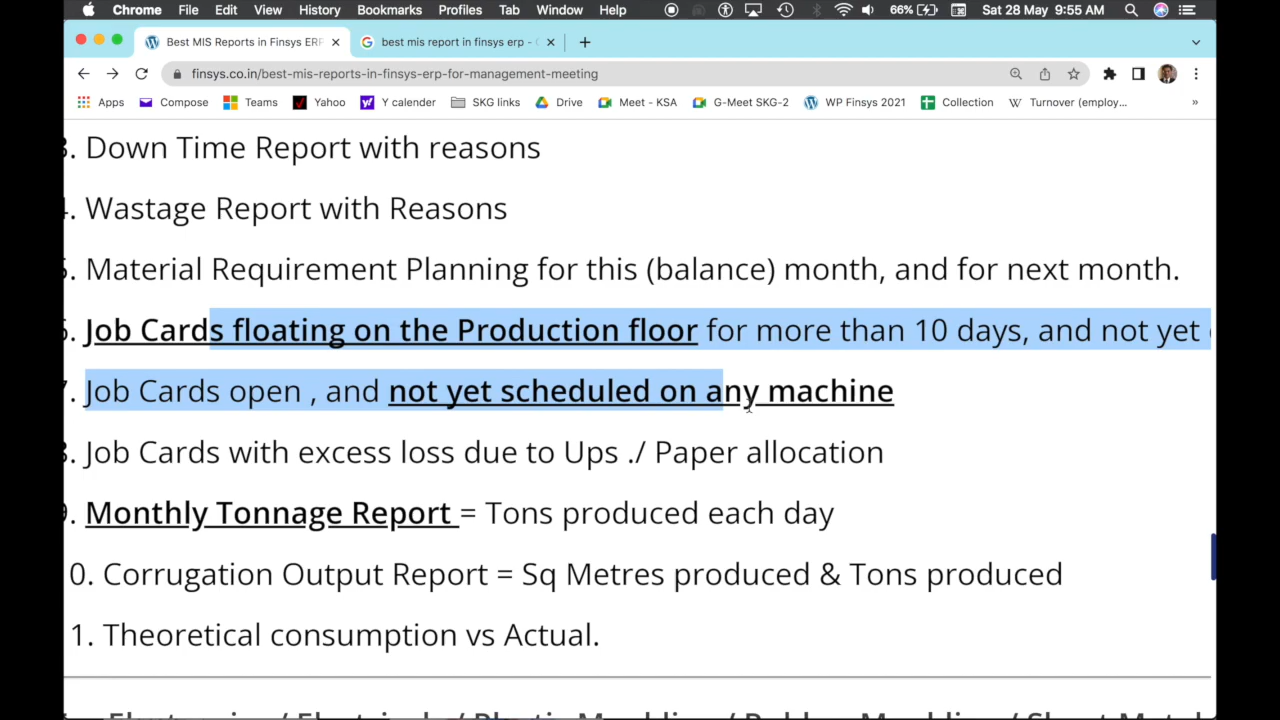 Chrome File Edit View History Bookmarks Profiles Tab Window Help 66% Sat 28 May 9:55 AM
Best MIS Reports in Finsys ERP best mis report in finsys erp -
finsys.co.in/best-mis-reports-in-finsys-erp-for-management-meeting
Apps Compose Teams Yahoo Y calender SKG links Drive Meet - KSA G-Meet SKG-2 WP Finsys 2021 Collection Turnover (employ... »
3. Down Time Report with reasons
4. Wastage Report with Reasons
5. Material Requirement Planning for this (balance) month, and for next month.
6. Job Cards floating on the Production floor for more than 10 days, and not yet
7. Job Cards open , and not yet scheduled on any machine
8. Job Cards with excess loss due to Ups ./ Paper allocation
9. Monthly Tonnage Report = Tons produced each day
0. Corrugation Output Report = Sq Metres produced & Tons produced
1. Theoretical consumption vs Actual.